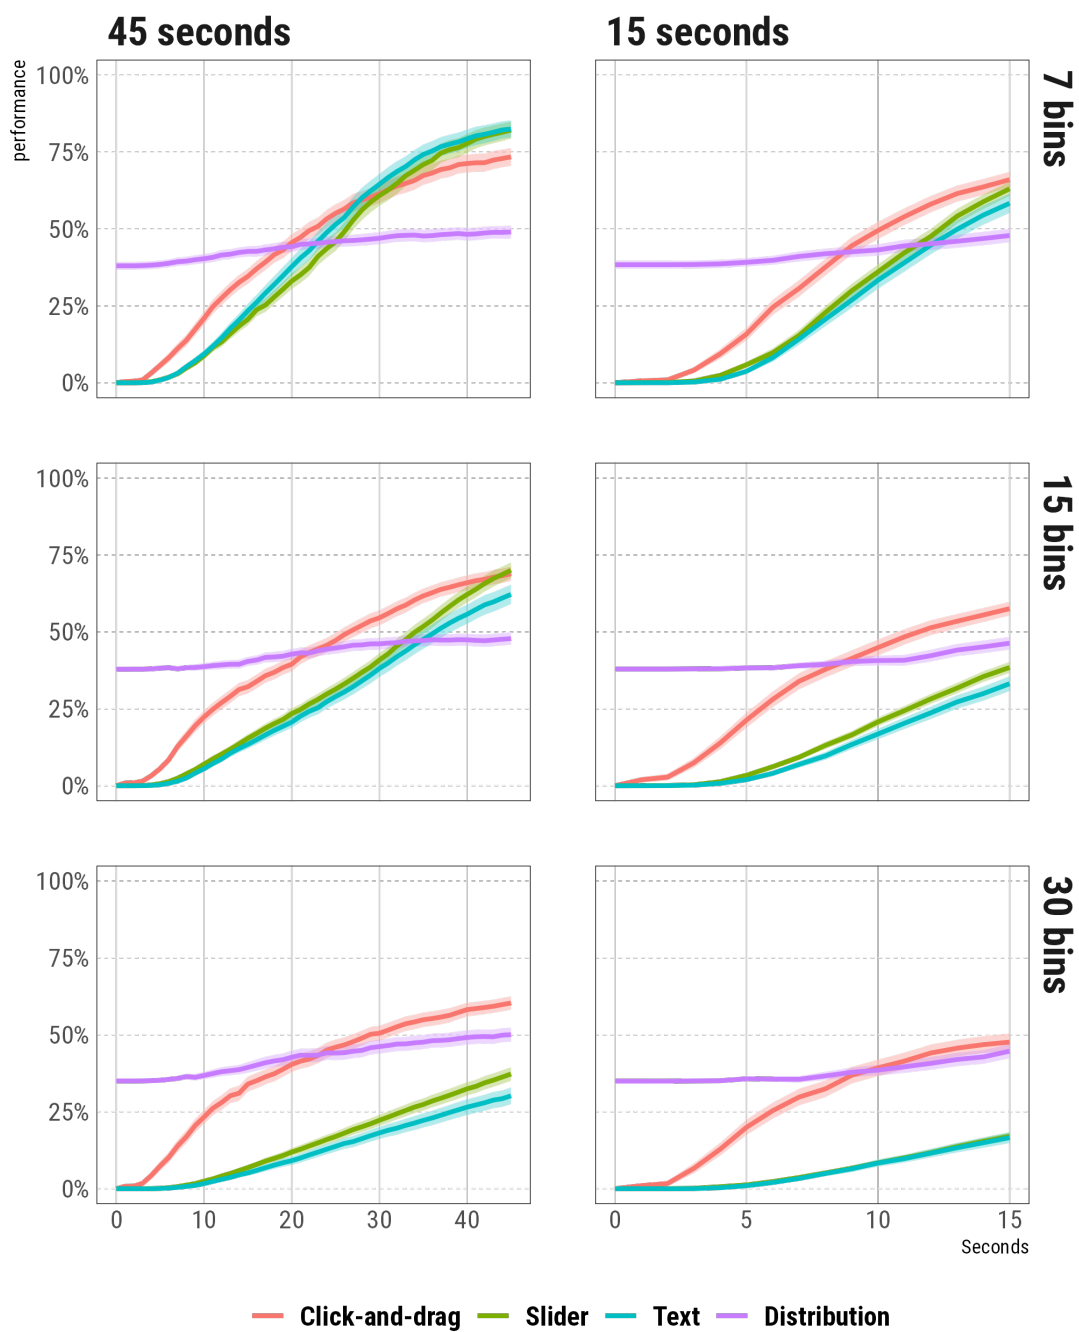 45 seconds
15 seconds
performance
100%
75%
50%
25%
0%
7 bins
100%
75%
50%
25%
0%
15 bins
100%
75%
50%
25%
0%
30 bins
0 10 20 30 40
0 5 10 15
Seconds
Click-and-drag Slider Text Distribution